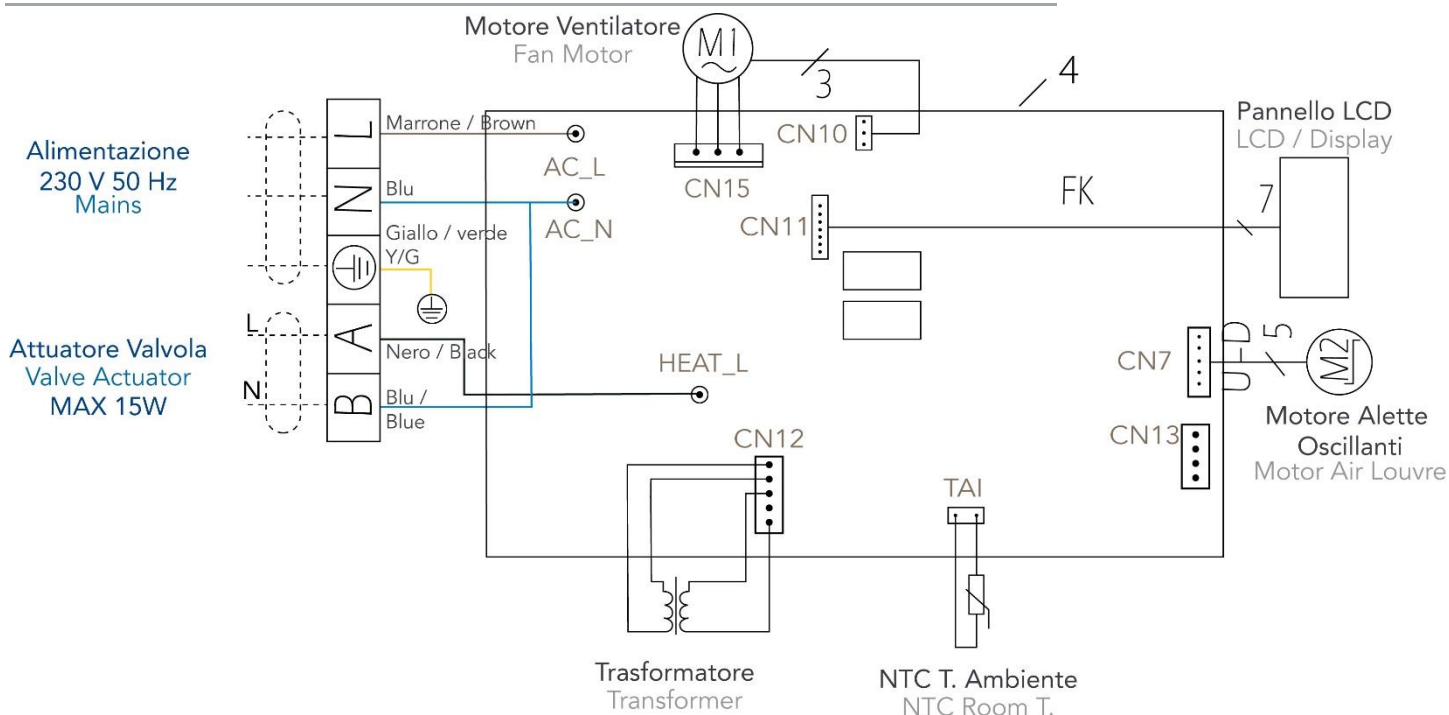 Motore Ventilatore
Fan Motor
M1
3
4
CN10
CN15
Pannello LCD
LCD / Display
FK
7
CN11
Alimentazione
230 V 50 Hz
Mains
L
Marrone / Brown
AC_L
N
Blu
AC_N
Giallo / verde
Y/G
Attuatore Valvola
Valve Actuator
MAX 15W
L
N
A
Nero / Black
B
Blu /
Blue
HEAT_L
CN7
U-D
5
M2
Motore Alette
Oscillanti
Motor Air Louvre
CN13
CN12
TAI
Trasformatore
Transformer
NTC T. Ambiente
NTC Room T.